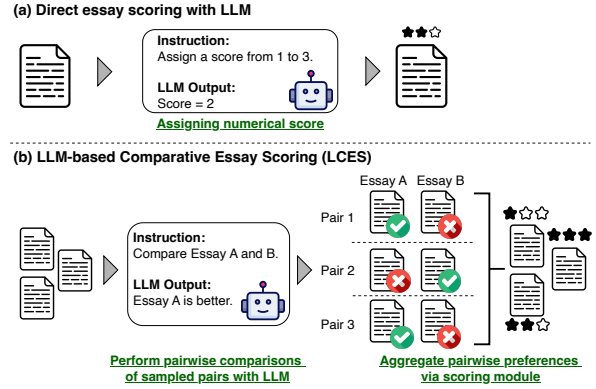 (a) Direct essay scoring with LLM
Instruction:
Assign a score from 1 to 3.
LLM Output:
Score = 2
Assigning numerical score
(b) LLM-based Comparative Essay Scoring (LCES)
Essay A Essay B
Pair 1
Instruction:
Compare Essay A and B.
Pair 2
LLM Output:
Essay A is better.
Pair 3
Perform pairwise comparisons
of sampled pairs with LLM
Aggregate pairwise preferences
via scoring module